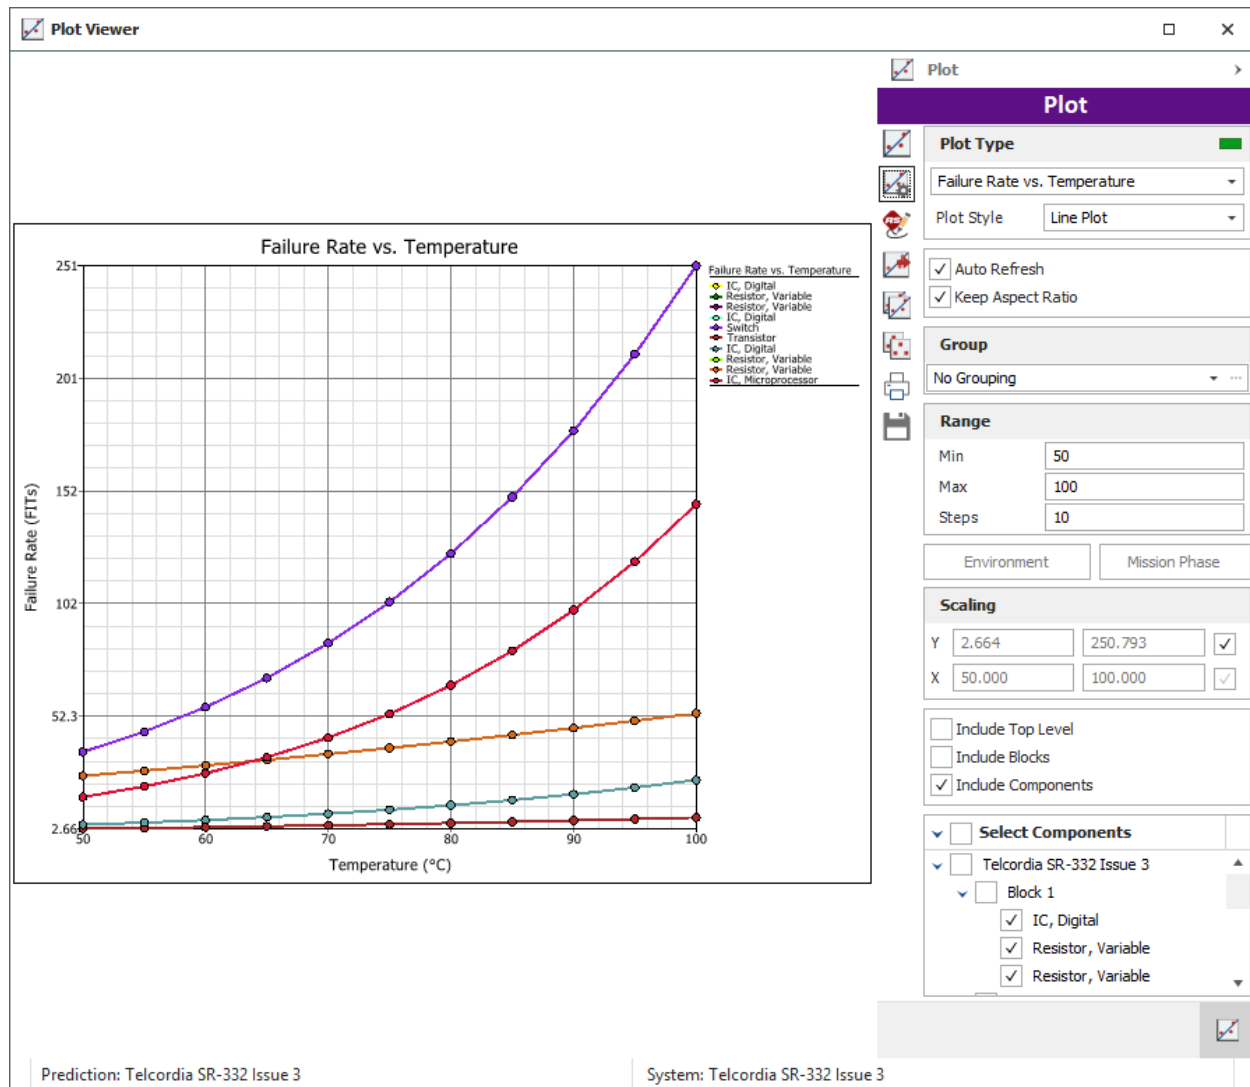 Plot Viewer
Failure Rate vs. Temperature
251
201
152
102
52.3
2.66
50
60
70
80
90
100
Failure Rate (FITs)
Temperature (°C)
Failure Rate vs. Temperature
IC, Digital
Resistor, Variable
Resistor, Variable
IC, Digital
Switch
Transistor
IC, Digital
Resistor, Variable
Resistor, Variable
IC, Microprocessor
Plot
Plot
Plot Type
Failure Rate vs. Temperature
Plot Style Line Plot
Auto Refresh
Keep Aspect Ratio
Group
No Grouping
Range
Min 50
Max 100
Steps 10
Environment Mission Phase
Scaling
Y 2.664 250.793
X 50.000 100.000
Include Top Level
Include Blocks
Include Components
Select Components
Telcordia SR-332 Issue 3
Block 1
IC, Digital
Resistor, Variable
Resistor, Variable
Prediction: Telcordia SR-332 Issue 3
System: Telcordia SR-332 Issue 3